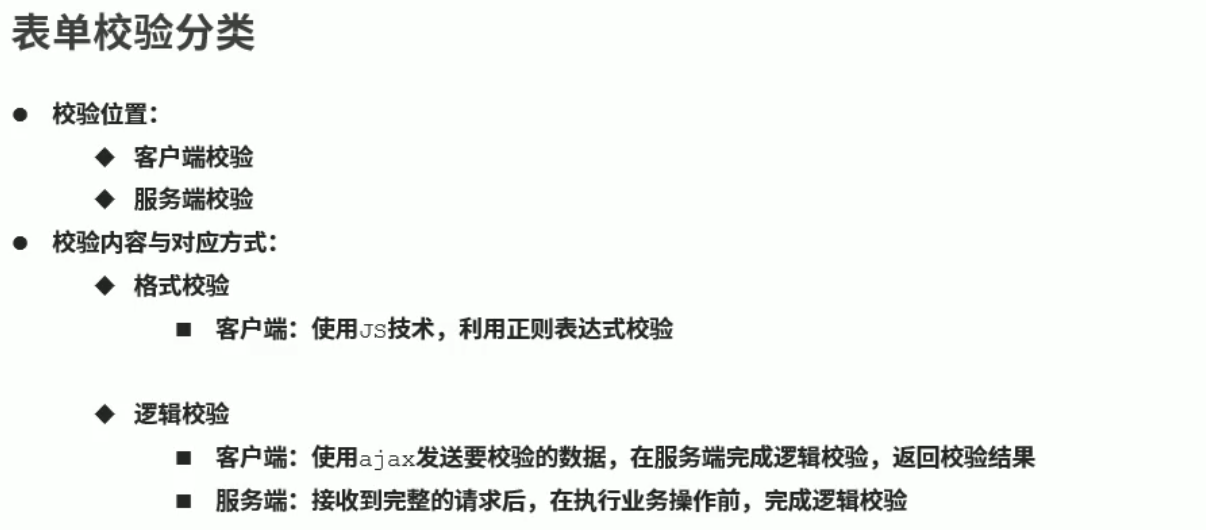 表单校验分类
● 校验位置：
◆ 客户端校验
◆ 服务端校验
● 校验内容与对应方式：
◆ 格式校验
■ 客户端：使用JS技术，利用正则表达式校验
◆ 逻辑校验
■ 客户端：使用ajax发送要校验的数据，在服务端完成逻辑校验，返回校验结果
■ 服务端：接收到完整的请求后，在执行业务操作前，完成逻辑校验